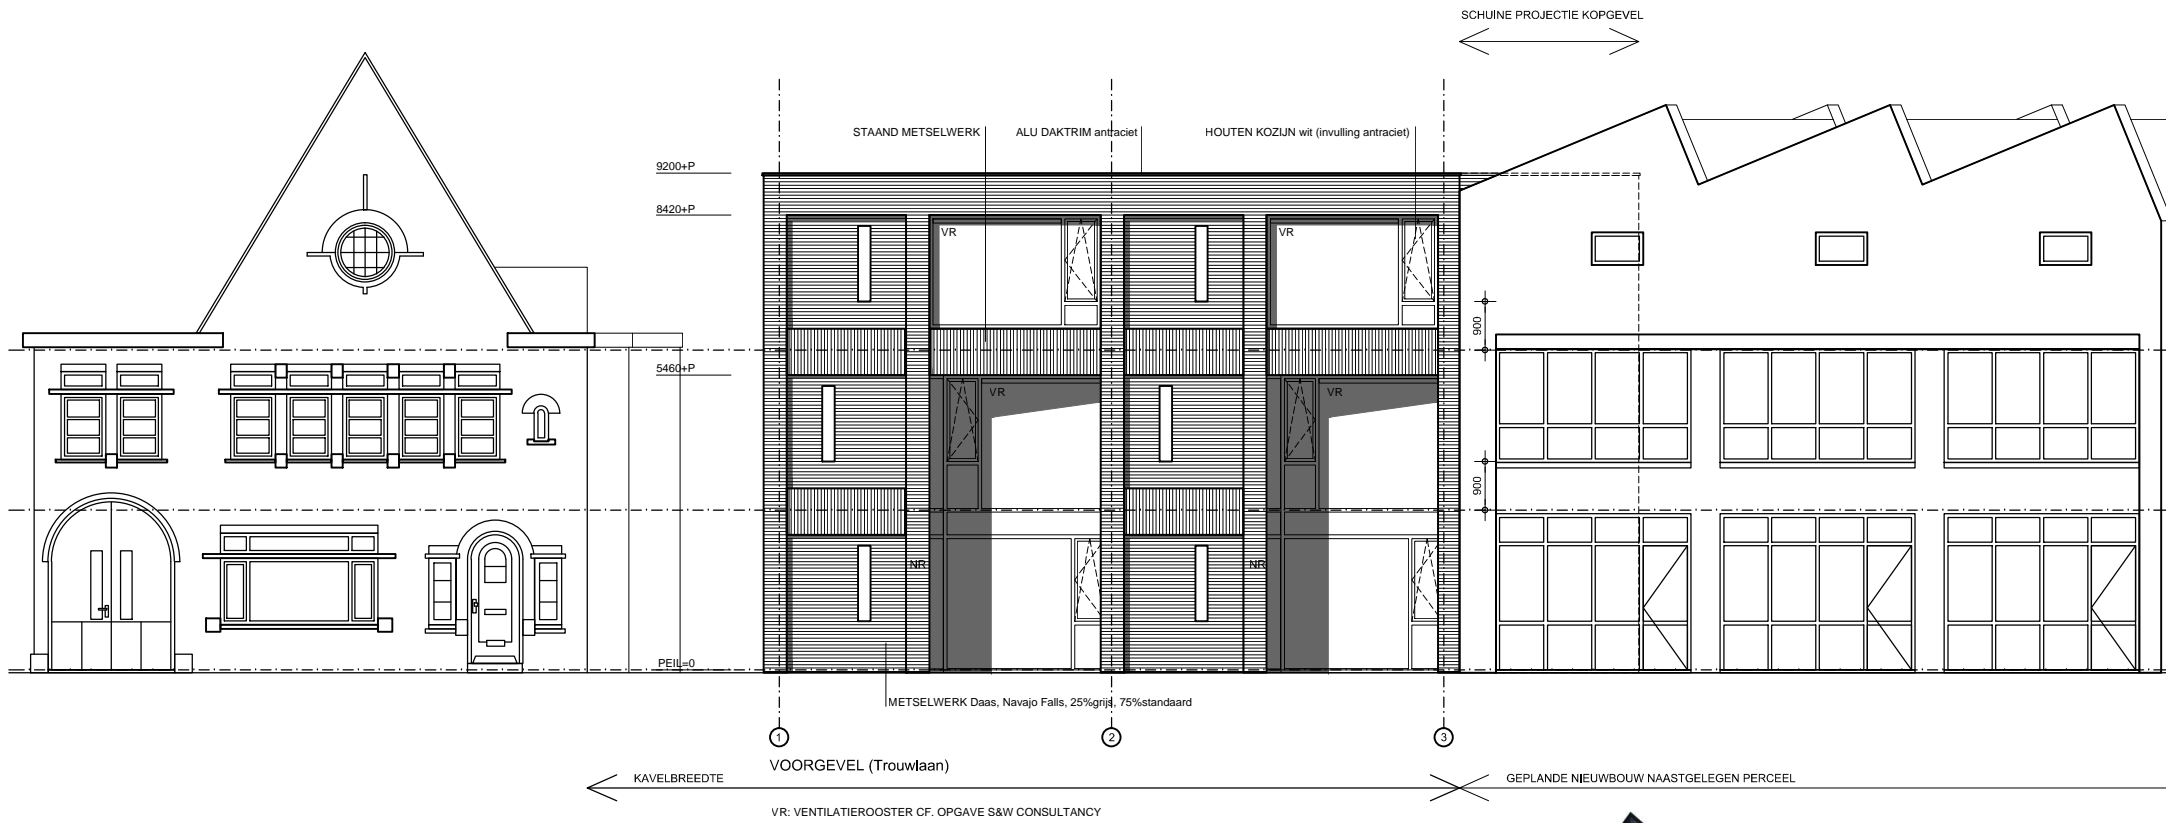 SCHUINE PROJECTIE KOPGEVEL
STAAND METSELWERK
ALU DAKTRIM antraciet
HOUTEN KOZIJN wit (invulling antraciet)
9200+P
8420+P
VR
VR
900
5460+P
VR
VR
900
NR
NR
PEIL=0
METSELWERK Daas, Navajo Falls, 25%grijs, 75%standaard
1
2
3
VOORGEVEL (Trouwlaan)
KAVELBREEDTE
GEPLANDE NIEUWBOUW NAASTGELEGEN PERCEEL
VR: VENTILATIEROOSTER CF. OPGAVE S&W CONSULTANCY